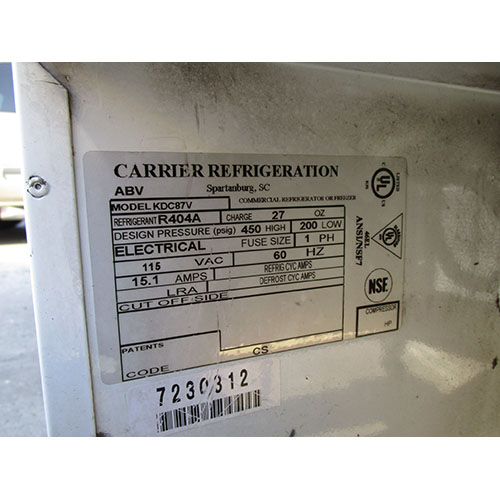 CARRIER REFRIGERATION
ABV Spartanburg, SC
MODEL KDC87V COMMERCIAL REFRIGERATOR OR FREEZER
REFRIGERANT R404A CHARGE 27 OZ
DESIGN PRESSURE (psig) 450 HIGH 200 LOW
ELECTRICAL FUSE SIZE 1 PH
115 VAC 60 HZ
15.1 AMPS REFRIG CYC AMPS
LRA DEFROST CYC AMPS
CUT OFF/SIDE
PATENTS
CODE CS
LISTED
UL
ANSI/NSF7
NSF
COMPRESSOR
HP
7230312